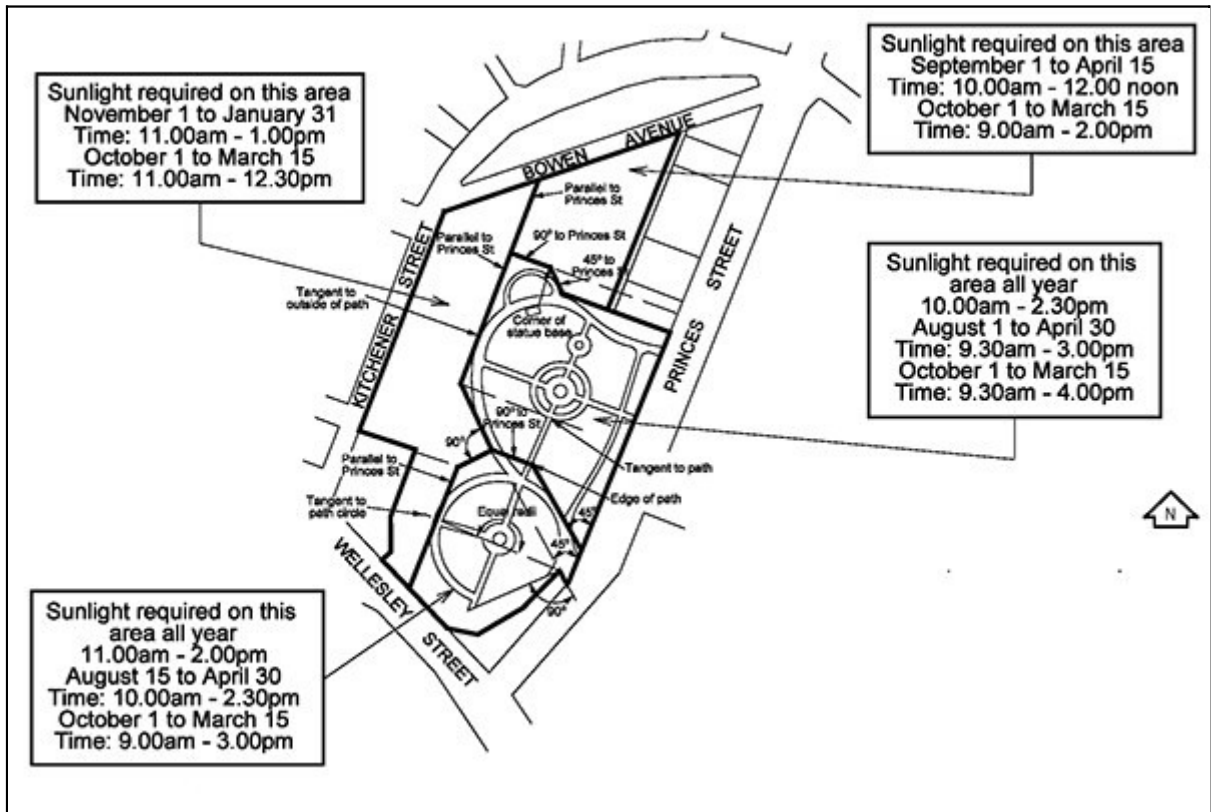 Sunlight required on this area
November 1 to January 31
Time: 11.00am - 1.00pm
October 1 to March 15
Time: 11.00am - 12.30pm
Sunlight required on this area
September 1 to April 15
Time: 10.00am - 12.00 noon
October 1 to March 15
Time: 9.00am - 2.00pm
BOWEN AVENUE
Parallel to
Princes St
90° to Princes St
Parallel to
Princes St
45° to
Princes St
KITCHENER STREET
PRINCES STREET
Tangent to
outside of path
Corner of
statue base
Sunlight required on this
area all year
10.00am - 2.30pm
August 1 to April 30
Time: 9.30am - 3.00pm
October 1 to March 15
Time: 9.30am - 4.00pm
90° to
Princes St
90°
Parallel to
Princes St
Tangent to path
Edge of path
Tangent to
path circle
Equal radii
45°
45°
90°
N
WELLESLEY STREET
Sunlight required on this
area all year
11.00am - 2.00pm
August 15 to April 30
Time: 10.00am - 2.30pm
October 1 to March 15
Time: 9.00am - 3.00pm